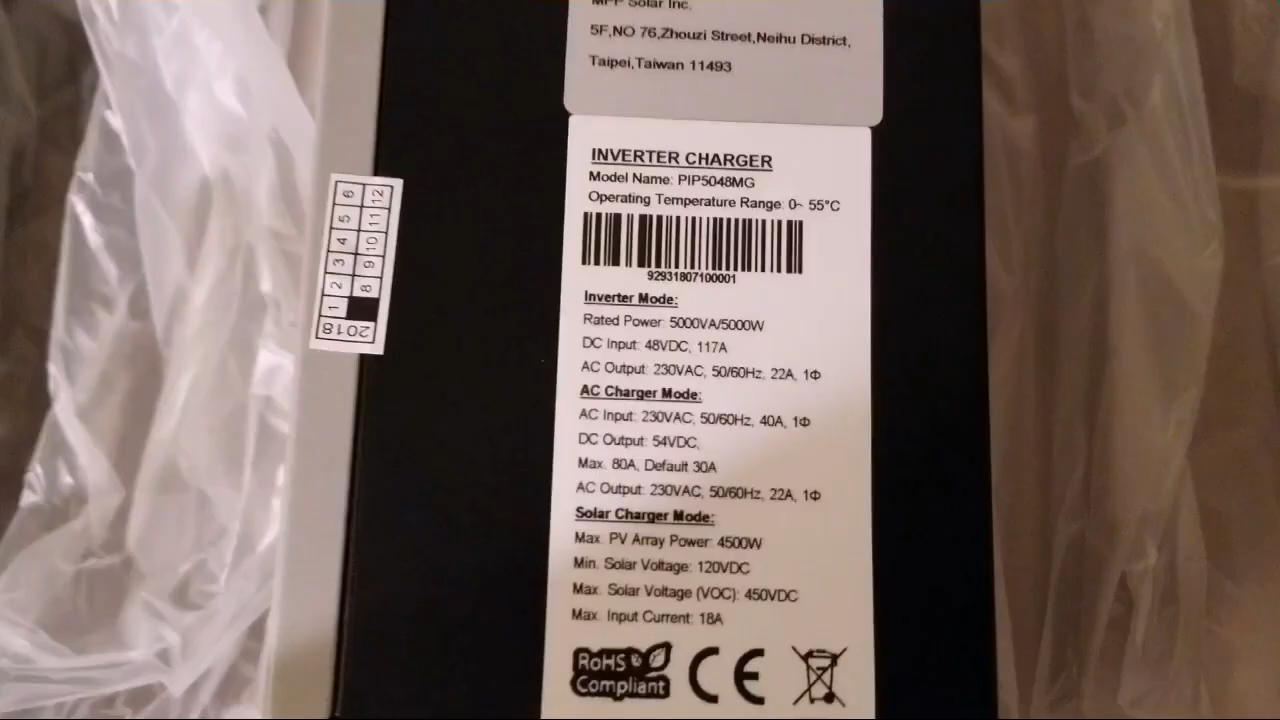 MPP Solar Inc.
5F,NO 76,Zhouzi Street,Neihu District,
Taipei,Taiwan 11493
INVERTER CHARGER
Model Name: PIP5048MG
Operating Temperature Range: 0~ 55°C
92931807100001
Inverter Mode:
Rated Power: 5000VA/5000W
DC Input: 48VDC, 117A
AC Output: 230VAC, 50/60Hz, 22A, 1Φ
AC Charger Mode:
AC Input: 230VAC, 50/60Hz, 40A, 1Φ
DC Output: 54VDC,
Max. 80A, Default 30A
AC Output: 230VAC, 50/60Hz, 22A, 1Φ
Solar Charger Mode:
Max. PV Array Power: 4500W
Min. Solar Voltage: 120VDC
Max. Solar Voltage (VOC): 450VDC
Max. Input Current: 18A
RoHS
Compliant
CE
2018
1 2 3 4 5 6
8 9 10 11 12